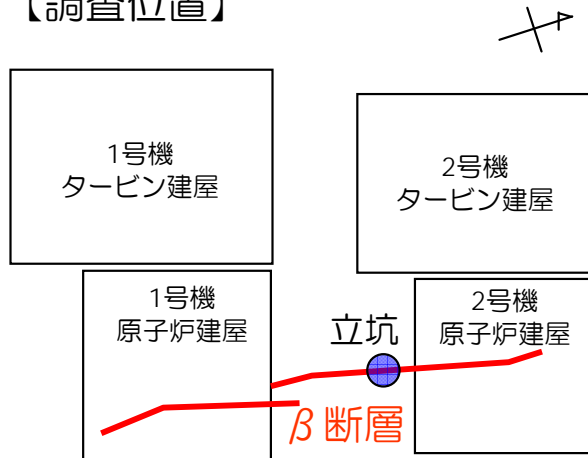 【調査位置】
1号機
タービン建屋
2号機
タービン建屋
1号機
原子炉建屋
2号機
原子炉建屋
立坑
β断層